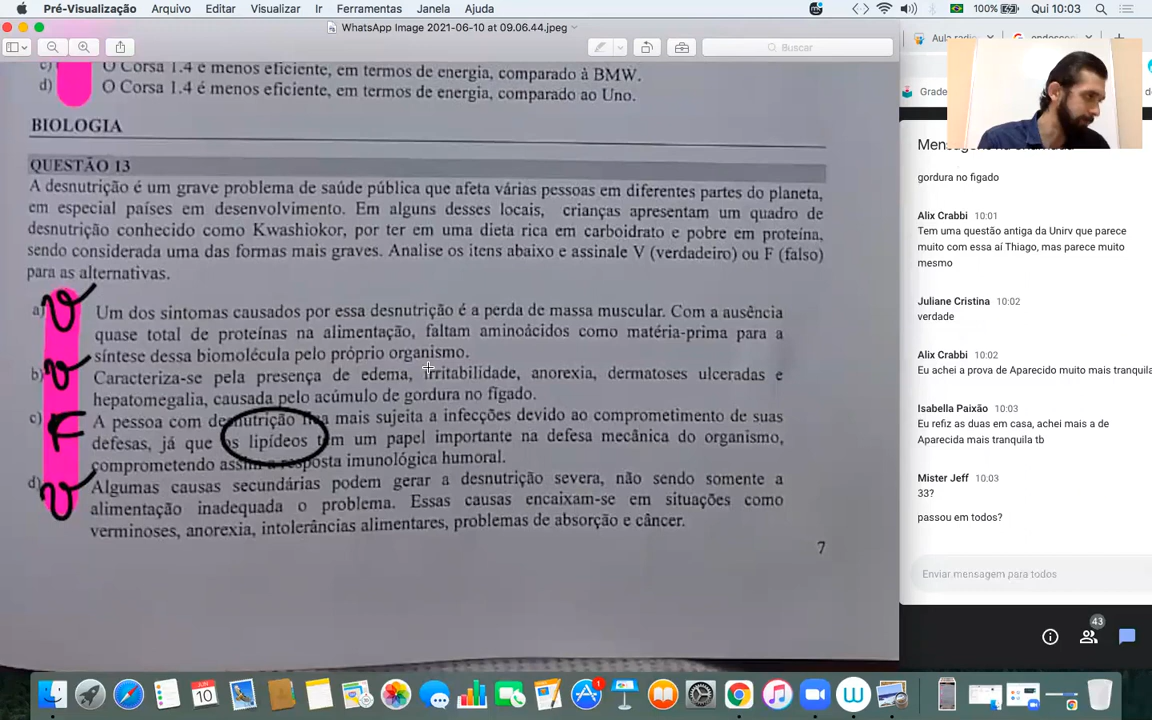 Pré-Visualização Arquivo Editar Visualizar Ir Ferramentas Janela Ajuda 100% Qui 10:03
WhatsApp Image 2021-06-10 at 09.06.44.jpeg
Buscar
Aula radio
Grade
c) O Corsa 1.4 é menos eficiente, em termos de energia, comparado à BMW.
d) O Corsa 1.4 é menos eficiente, em termos de energia, comparado ao Uno.
BIOLOGIA
QUESTÃO 13
A desnutrição é um grave problema de saúde pública que afeta várias pessoas em diferentes partes do planeta,
em especial países em desenvolvimento. Em alguns desses locais, crianças apresentam um quadro de
desnutrição conhecido como Kwashiokor, por ter em uma dieta rica em carboidrato e pobre em proteína,
sendo considerada uma das formas mais graves. Analise os itens abaixo e assinale V (verdadeiro) ou F (falso)
para as alternativas.
a) V Um dos sintomas causados por essa desnutrição é a perda de massa muscular. Com a ausência
quase total de proteínas na alimentação, faltam aminoácidos como matéria-prima para a
síntese dessa biomolécula pelo próprio organismo.
b) V Caracteriza-se pela presença de edema, irritabilidade, anorexia, dermatoses ulceradas e
hepatomegalia, causada pelo acúmulo de gordura no fígado.
c) F A pessoa com desnutrição fica mais sujeita a infecções devido ao comprometimento de suas
defesas, já que os lipídeos tem um papel importante na defesa mecânica do organismo,
comprometendo assim a resposta imunológica humoral.
d) V Algumas causas secundárias podem gerar a desnutrição severa, não sendo somente a
alimentação inadequada o problema. Essas causas encaixam-se em situações como
verminoses, anorexia, intolerâncias alimentares, problemas de absorção e câncer.
7
gordura no figado
Alix Crabbi 10:01
Tem uma questão antiga da Unirv que parece
muito com essa aí Thiago, mas parece muito
mesmo
Juliane Cristina 10:02
verdade
Alix Crabbi 10:02
Eu achei a prova de Aparecido muito mais tranquila
Isabella Paixão 10:03
Eu refiz as duas em casa, achei mais a de
Aparecida mais tranquila tb
Mister Jeff 10:03
33?
passou em todos?
Enviar mensagem para todos
43
10
1